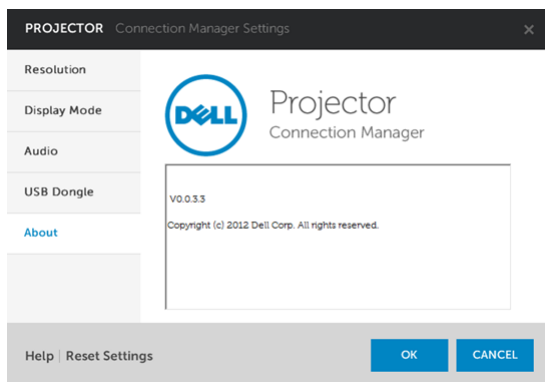 PROJECTOR Connection Manager Settings
Resolution
Display Mode
Audio
USB Dongle
About
DELL
Projector
Connection Manager
V0.0.3.3
Copyright (c) 2012 Dell Corp. All rights reserved.
Help | Reset Settings
OK
CANCEL